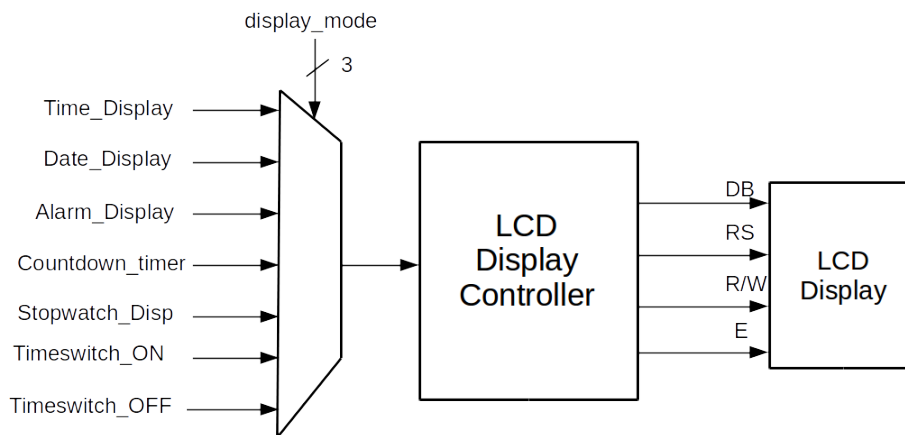 display_mode
3
Time_Display
Date_Display
Alarm_Display
Countdown_timer
Stopwatch_Disp
Timeswitch_ON
Timeswitch_OFF
LCD
Display
Controller
DB
RS
R/W
E
LCD
Display